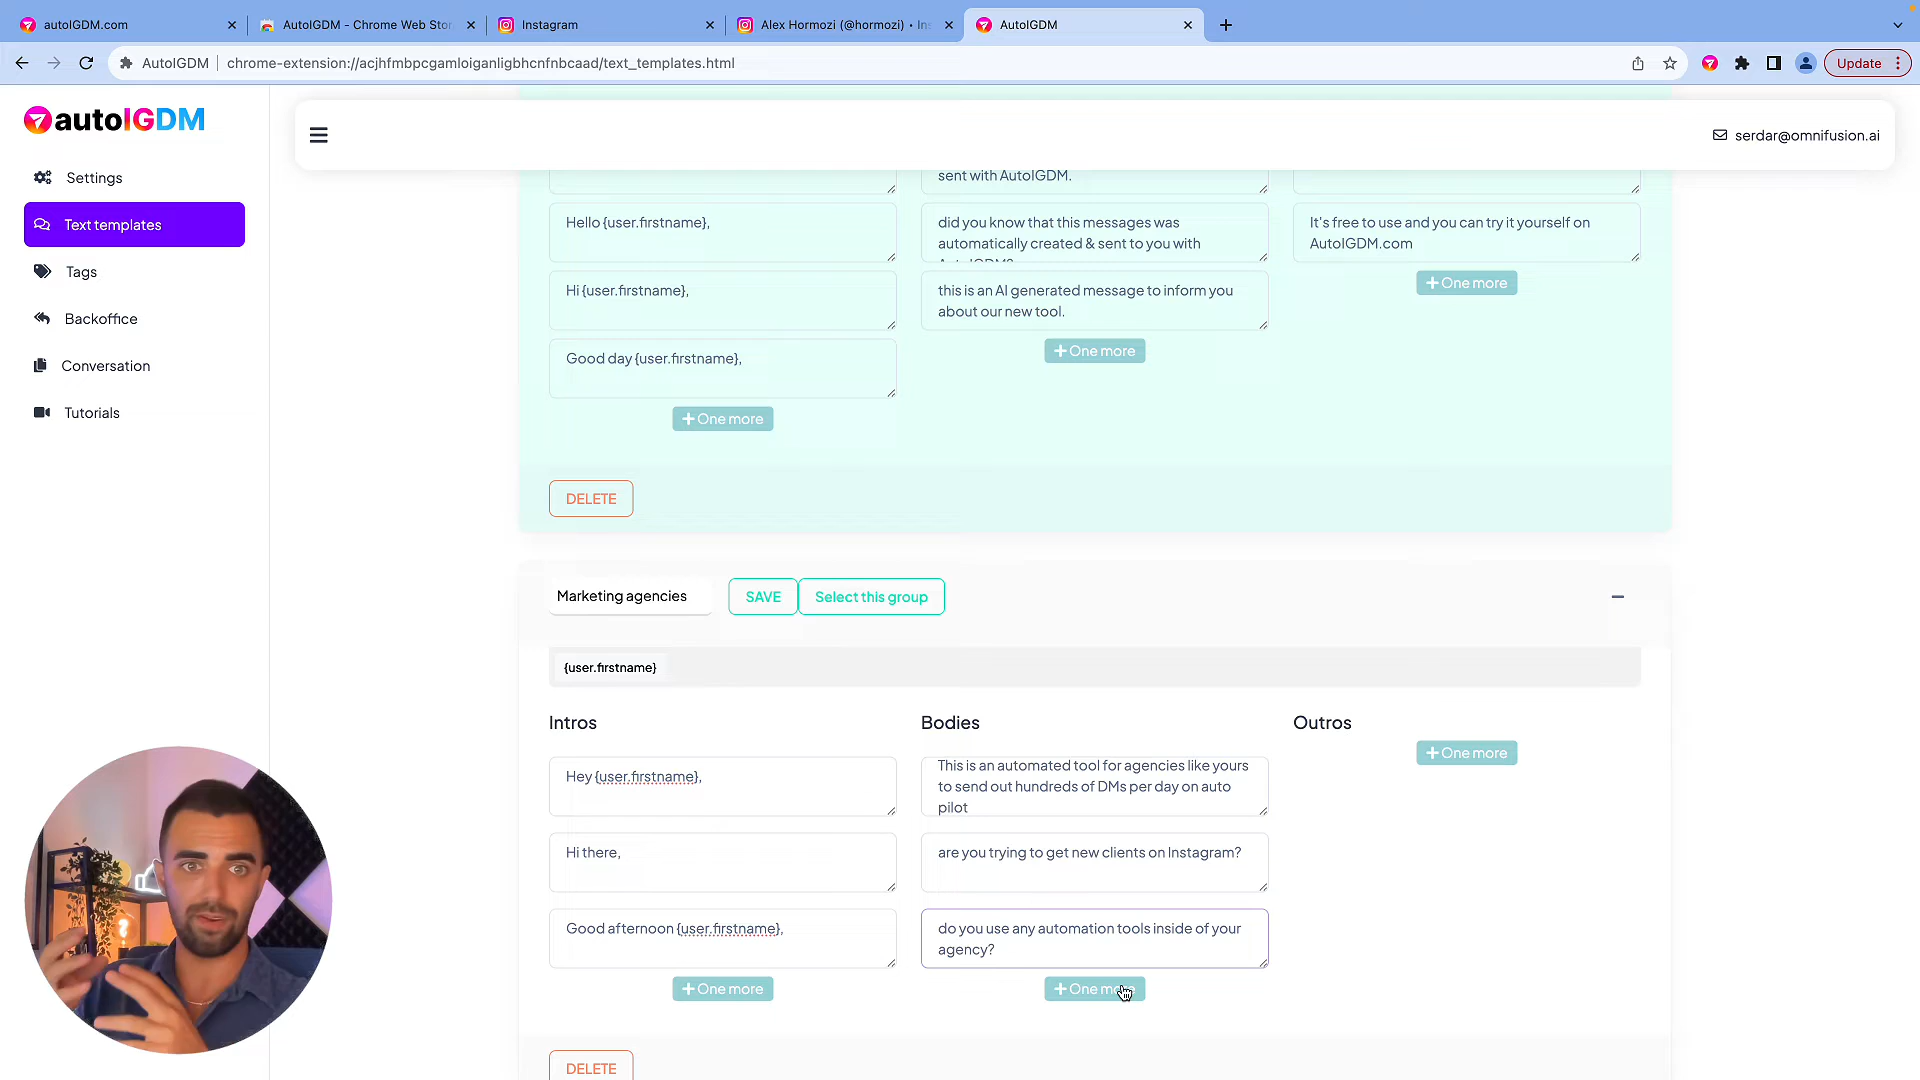 autoIGDM.com
AutoIGDM - Chrome Web Sto
Instagram
Alex Hormozi (@hormozi) • Ins
AutoIGDM
AutoIGDM
chrome-extension://acjhfmbpcgamloiganligbhcnfnbcaad/text_templates.html
Update
autoIGDM
serdar@omnifusion.ai
Settings
Text templates
Tags
Backoffice
Conversation
Tutorials
sent with AutoIGDM.
Hello {user.firstname},
did you know that this messages was
automatically created & sent to you with
AutoIGDM?
It's free to use and you can try it yourself on
AutoIGDM.com
+ One more
Hi {user.firstname},
this is an AI generated message to inform you
about our new tool.
+ One more
Good day {user.firstname},
+ One more
DELETE
Marketing agencies
SAVE
Select this group
{user.firstname}
Intros
Bodies
Outros
+ One more
Hey {user.firstname},
This is an automated tool for agencies like yours
to send out hundreds of DMs per day on auto
pilot
Hi there,
are you trying to get new clients on Instagram?
Good afternoon {user.firstname},
do you use any automation tools inside of your
agency?
+ One more
+ One more
DELETE